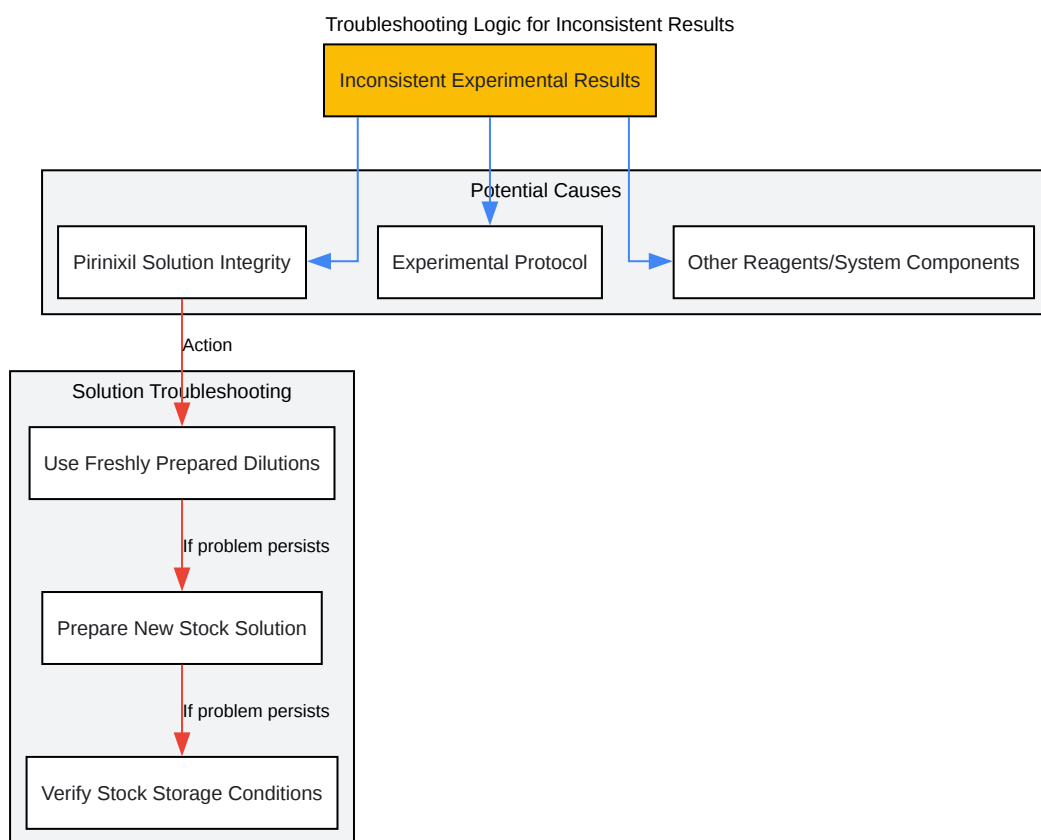 Troubleshooting Logic for Inconsistent Results
Inconsistent Experimental Results
Potential Causes
Pirinixil Solution Integrity
Experimental Protocol
Other Reagents/System Components
Action
Solution Troubleshooting
Use Freshly Prepared Dilutions
If problem persists
Prepare New Stock Solution
If problem persists
Verify Stock Storage Conditions